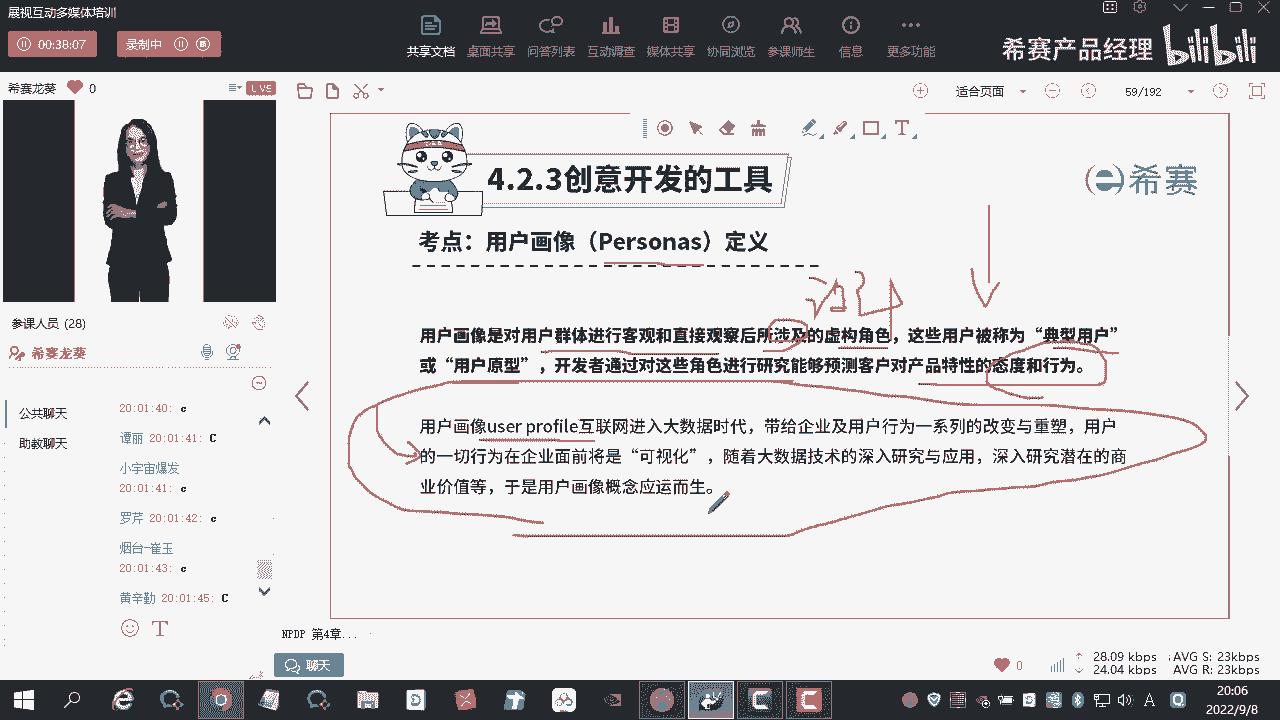 展视互动多媒体培训
00:38:07
录制中
共享文档
桌面共享
问答列表
互动调查
媒体共享
协同浏览
参课师生
信息
更多功能
希赛产品经理
bilibili
希赛龙葵
0
LIVE
适合页面
59/192
参课人员 (28)
希赛龙葵
公共聊天
助教聊天
20:01:40: c
谭丽 20:01:41: C
小宇宙爆发
20:01:41: c
罗芹 20:01:42: c
烟台-崔玉
20:01:43: c
黄辛勤 20:01:45: C
4.2.3创意开发的工具
希赛
考点：用户画像（Personas）定义
用户画像是对用户群体进行客观和直接观察后所涉及的虚构角色，这些用户被称为“典型用户”
或“用户原型”，开发者通过对这些角色进行研究能够预测客户对产品特性的态度和行为。
用户画像user profile互联网进入大数据时代，带给企业及用户行为一系列的改变与重塑，用户
的一切行为在企业面前将是“可视化”，随着大数据技术的深入研究与应用，深入研究潜在的商
业价值等，于是用户画像概念应运而生。
NPDP 第4章...
聊天
0
28.09 kbps
AVG S: 23kbps
24.04 kbps
AVG R: 23kbps
20:06
2022/9/8